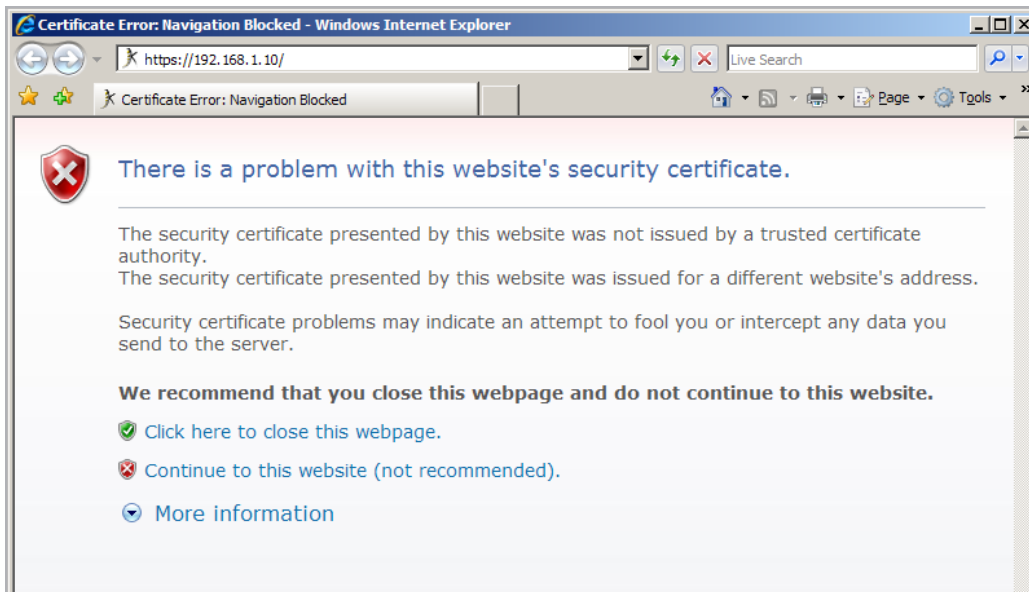 Certificate Error: Navigation Blocked - Windows Internet Explorer
https://192.168.1.10/
Live Search
Certificate Error: Navigation Blocked
Page
Tools
»
There is a problem with this website's security certificate.
The security certificate presented by this website was not issued by a trusted certificate
authority.
The security certificate presented by this website was issued for a different website's address.
Security certificate problems may indicate an attempt to fool you or intercept any data you
send to the server.
We recommend that you close this webpage and do not continue to this website.
Click here to close this webpage.
Continue to this website (not recommended).
More information